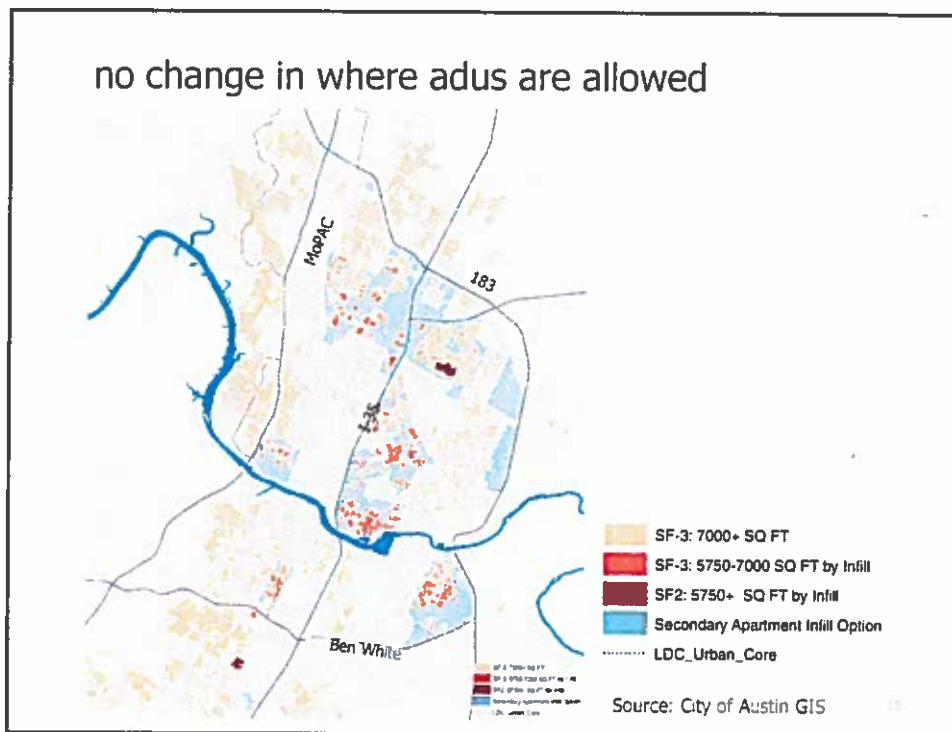 no change in where adus are allowed
MoPAC
183
I-35
Ben White
SF-3: 7000+ SQ FT
SF-3: 5750-7000 SQ FT by Infill
SF2: 5750+ SQ FT by Infill
Secondary Apartment Infill Option
LDC_Urban_Core
Source: City of Austin GIS